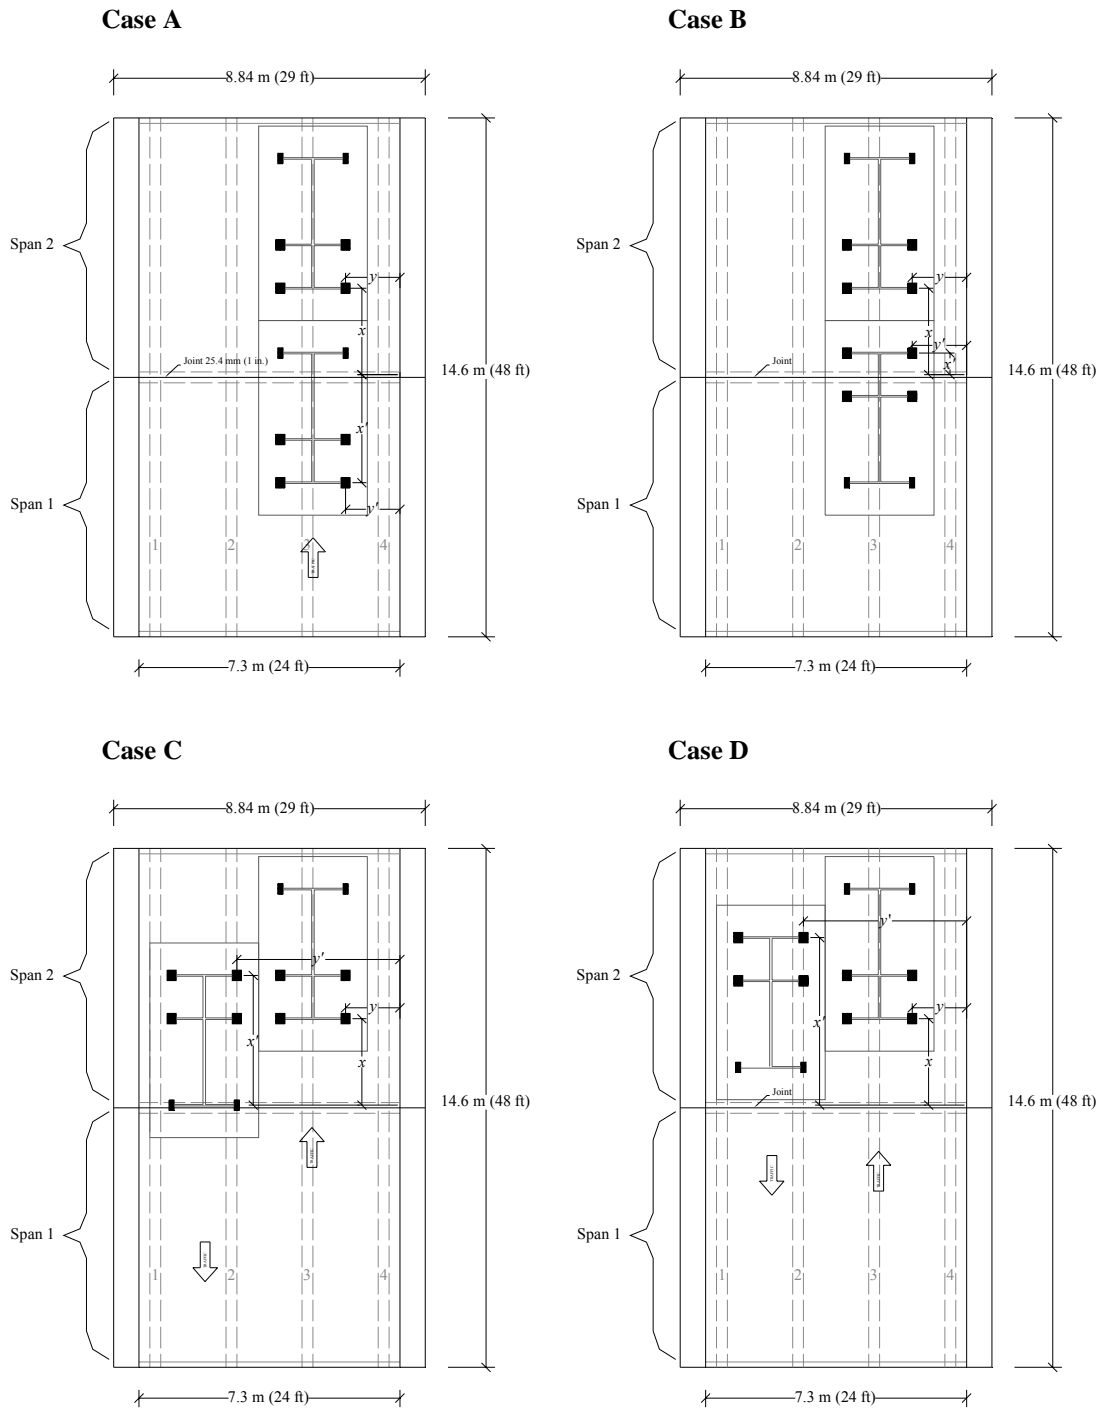 Case A
Case B
8.84 m (29 ft)
8.84 m (29 ft)
Span 2
Span 2
y
y
x
x
y'
x'
Joint 25.4 mm (1 in.)
Joint
14.6 m (48 ft)
14.6 m (48 ft)
x'
y'
Span 1
Span 1
1 2 3 4
1 2 3 4
7.3 m (24 ft)
7.3 m (24 ft)
Case C
Case D
8.84 m (29 ft)
8.84 m (29 ft)
y'
y'
Span 2
Span 2
y
y
x'
x'
x
x
Joint
14.6 m (48 ft)
14.6 m (48 ft)
TRAFFIC
TRAFFIC
TRAFFIC
Span 1
Span 1
TRAFFIC
1 2 3 4
1 2 3 4
7.3 m (24 ft)
7.3 m (24 ft)